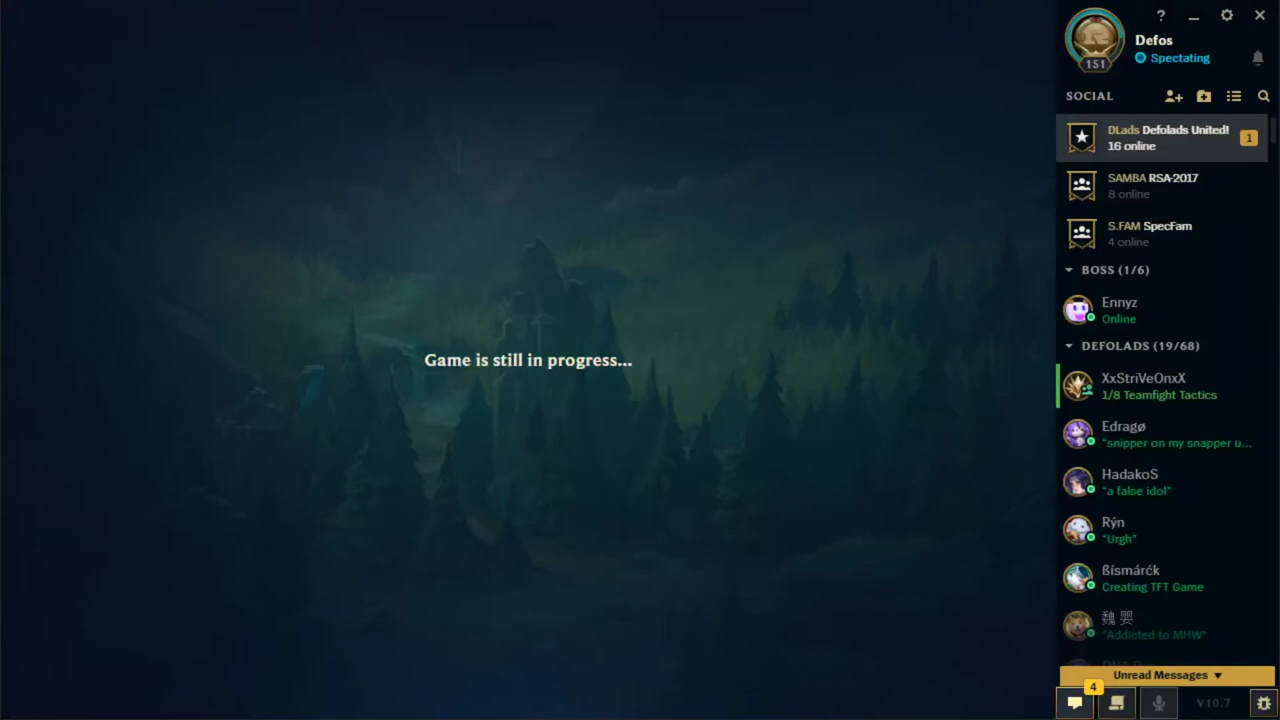 ?
Defos
151
Spectating
SOCIAL
DLads Defolads United!
16 online
1
SAMBA RSA-2017
8 online
S.FAM SpecFam
4 online
BOSS (1/6)
Ennyz
Online
Game is still in progress...
DEFOLADS (19/68)
XxStriVeOnxX
1/8 Teamfight Tactics
Edragø
"snipper on my snapper u...
HadakoS
"a false idol"
Rýn
"Urgh"
ßísmárćk
Creating TFT Game
魏 婴
"Addicted to MHW"
Unread Messages
4
V10.7